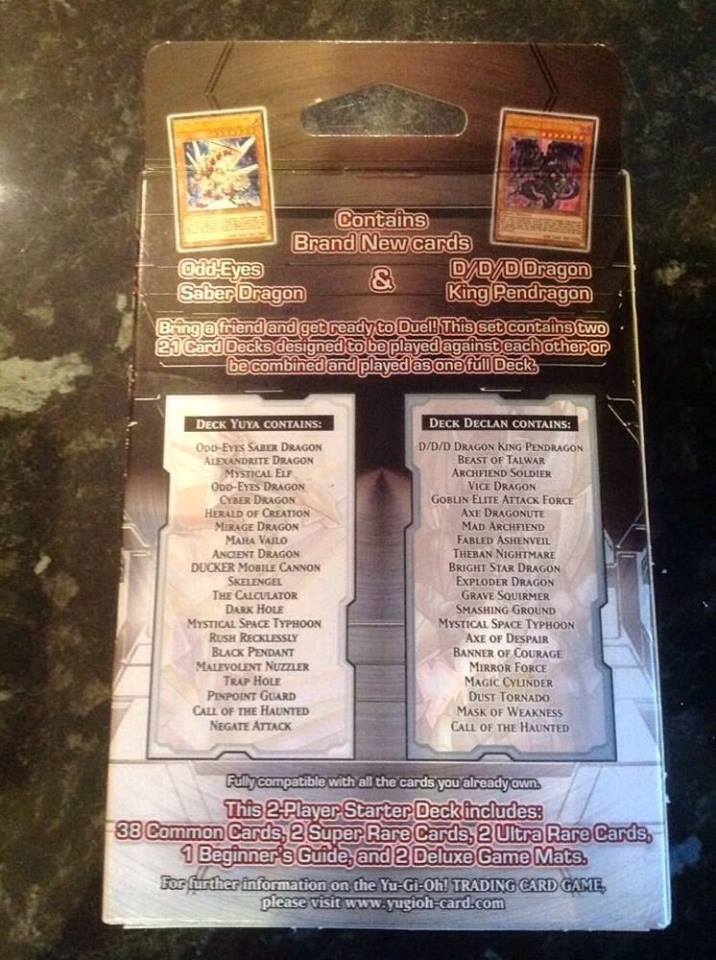 Contains
Brand New cards
Odd-Eyes
Saber Dragon
&
D/D/D Dragon
King Pendragon
Bring a friend and get ready to Duel! This set contains two
21 Card Decks designed to be played against each other or
be combined and played as one full Deck.
DECK YUYA CONTAINS:
ODD-EYES SABER DRAGON
ALEXANDRITE DRAGON
MYSTICAL ELF
ODD-EYES DRAGON
CYBER DRAGON
HERALD OF CREATION
MIRAGE DRAGON
MAHA VAILO
ANCIENT DRAGON
DUCKER MOBILE CANNON
SKELENGEL
THE CALCULATOR
DARK HOLE
MYSTICAL SPACE TYPHOON
RUSH RECKLESSLY
BLACK PENDANT
MALEVOLENT NUZZLER
TRAP HOLE
PINPOINT GUARD
CALL OF THE HAUNTED
NEGATE ATTACK
DECK DECLAN CONTAINS:
D/D/D DRAGON KING PENDRAGON
BEAST OF TALWAR
ARCHFIEND SOLDIER
VICE DRAGON
GOBLIN ELITE ATTACK FORCE
AXE DRAGONUTE
MAD ARCHFIEND
FABLED ASHENVEIL
THEBAN NIGHTMARE
BRIGHT STAR DRAGON
EXPLODER DRAGON
GRAVE SQUIRMER
SMASHING GROUND
MYSTICAL SPACE TYPHOON
AXE OF DESPAIR
BANNER OF COURAGE
MIRROR FORCE
MAGIC CYLINDER
DUST TORNADO
MASK OF WEAKNESS
CALL OF THE HAUNTED
Fully compatible with all the cards you already own.
This 2-Player Starter Deck includes:
38 Common Cards, 2 Super Rare Cards, 2 Ultra Rare Cards,
1 Beginner's Guide, and 2 Deluxe Game Mats.
For further information on the Yu-Gi-Oh! TRADING CARD GAME,
please visit www.yugioh-card.com